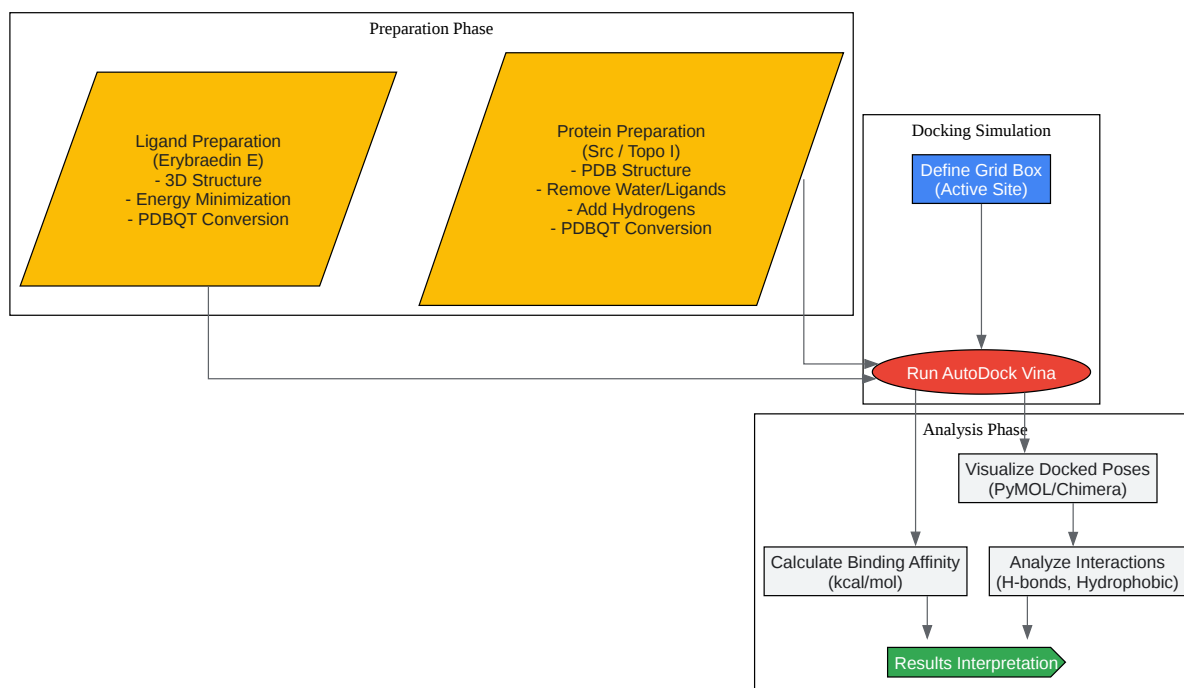 Preparation Phase
Ligand Preparation
(Erybraedin E)
- 3D Structure
- Energy Minimization
- PDBQT Conversion
Protein Preparation
(Src / Topo I)
- PDB Structure
- Remove Water/Ligands
- Add Hydrogens
- PDBQT Conversion
Docking Simulation
Define Grid Box
(Active Site)
Run AutoDock Vina
Analysis Phase
Visualize Docked Poses
(PyMOL/Chimera)
Calculate Binding Affinity
(kcal/mol)
Analyze Interactions
(H-bonds, Hydrophobic)
Results Interpretation